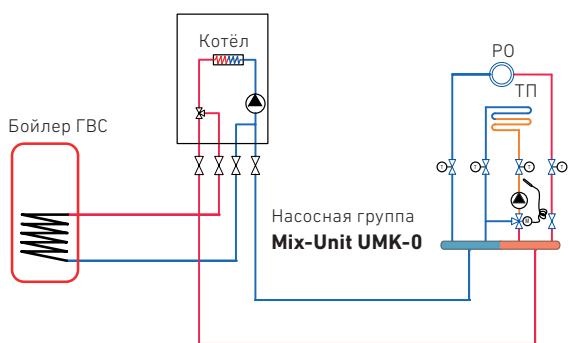 Котёл
РО
ТП
Бойлер ГВС
Т
Т
Т
Т
М
Насосная группа
Mix-Unit UMK-0